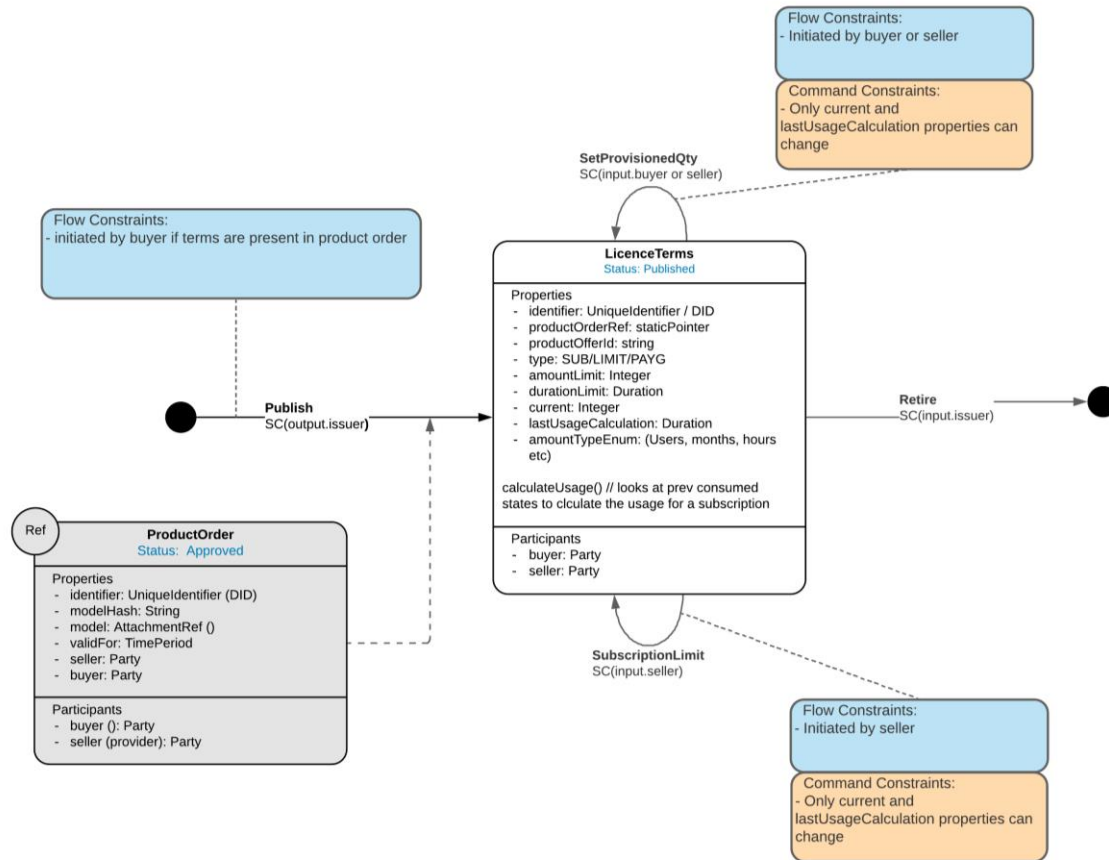 Flow Constraints:
- Initiated by buyer or seller
Command Constraints:
- Only current and
lastUsageCalculation properties can
change
SetProvisionedQty
SC(input.buyer or seller)
Flow Constraints:
- initiated by buyer if terms are present in product order
LicenceTerms
Status: Published
Properties
- identifier: UniqueIdentifier / DID
- productOrderRef: staticPointer
- productOfferId: string
- type: SUB/LIMIT/PAYG
- amountLimit: Integer
- durationLimit: Duration
- current: Integer
- lastUsageCalculation: Duration
- amountTypeEnum: (Users, months, hours
etc)
calculateUsage() // looks at prev consumed
states to clculate the usage for a subscription
Participants
- buyer: Party
- seller: Party
Publish
SC(output.issuer)
Retire
SC(input.issuer)
Ref
ProductOrder
Status: Approved
Properties
- identifier: UniqueIdentifier (DID)
- modelHash: String
- model: AttachmentRef ()
- validFor: TimePeriod
- seller: Party
- buyer: Party
Participants
- buyer (): Party
- seller (provider): Party
SubscriptionLimit
SC(input.seller)
Flow Constraints:
- Initiated by seller
Command Constraints:
- Only current and
lastUsageCalculation properties can
change